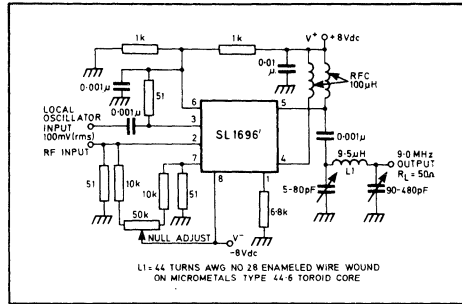 1k
1k
V⁺
+8Vdc
0·01
μ
RFC
100μH
0·001μ
51
LOCAL
OSCILLATOR
INPUT
100mV(rms)
0·001μ
6
5
3
SL1696'
0·001μ
RF INPUT
2
9·5μH
9·0 MHz
OUTPUT
L1
R_L = 50Ω
7
4
8
1
51
10k
10k
51
5-80pF
90-480pF
50k
6·8k
NULL ADJUST
V⁻
-8Vdc
L1 = 44 TURNS AWG NO 28 ENAMELED WIRE WOUND
ON MICROMETALS TYPE 44-6 TOROID CORE